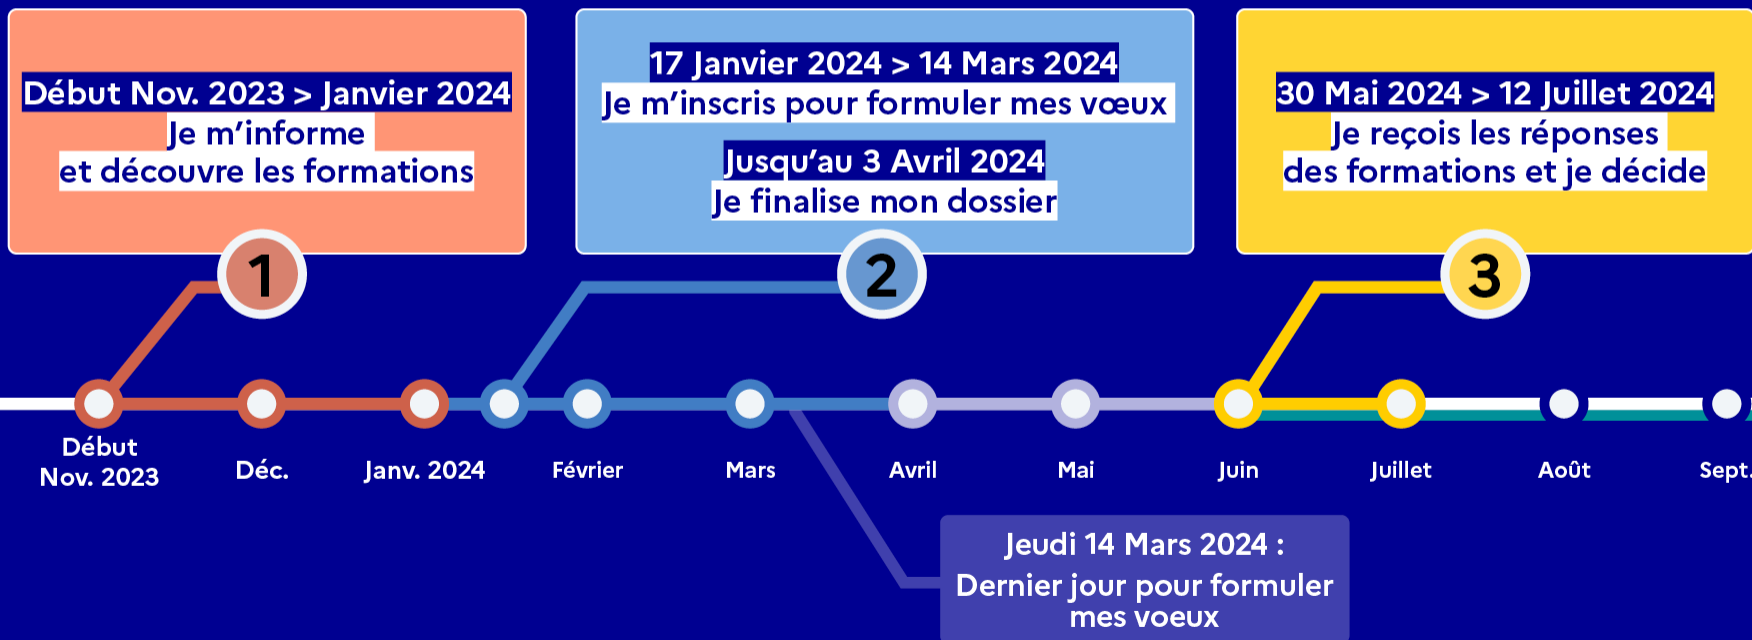 Début Nov. 2023 > Janvier 2024
Je m’informe
et découvre les formations
1
17 Janvier 2024 > 14 Mars 2024
Je m’inscris pour formuler mes vœux
Jusqu’au 3 Avril 2024
Je finalise mon dossier
2
30 Mai 2024 > 12 Juillet 2024
Je reçois les réponses
des formations et je décide
3
Début
Nov. 2023
Déc.
Janv. 2024
Février
Mars
Avril
Mai
Juin
Juillet
Août
Sept.
Jeudi 14 Mars 2024 :
Dernier jour pour formuler
mes voeux